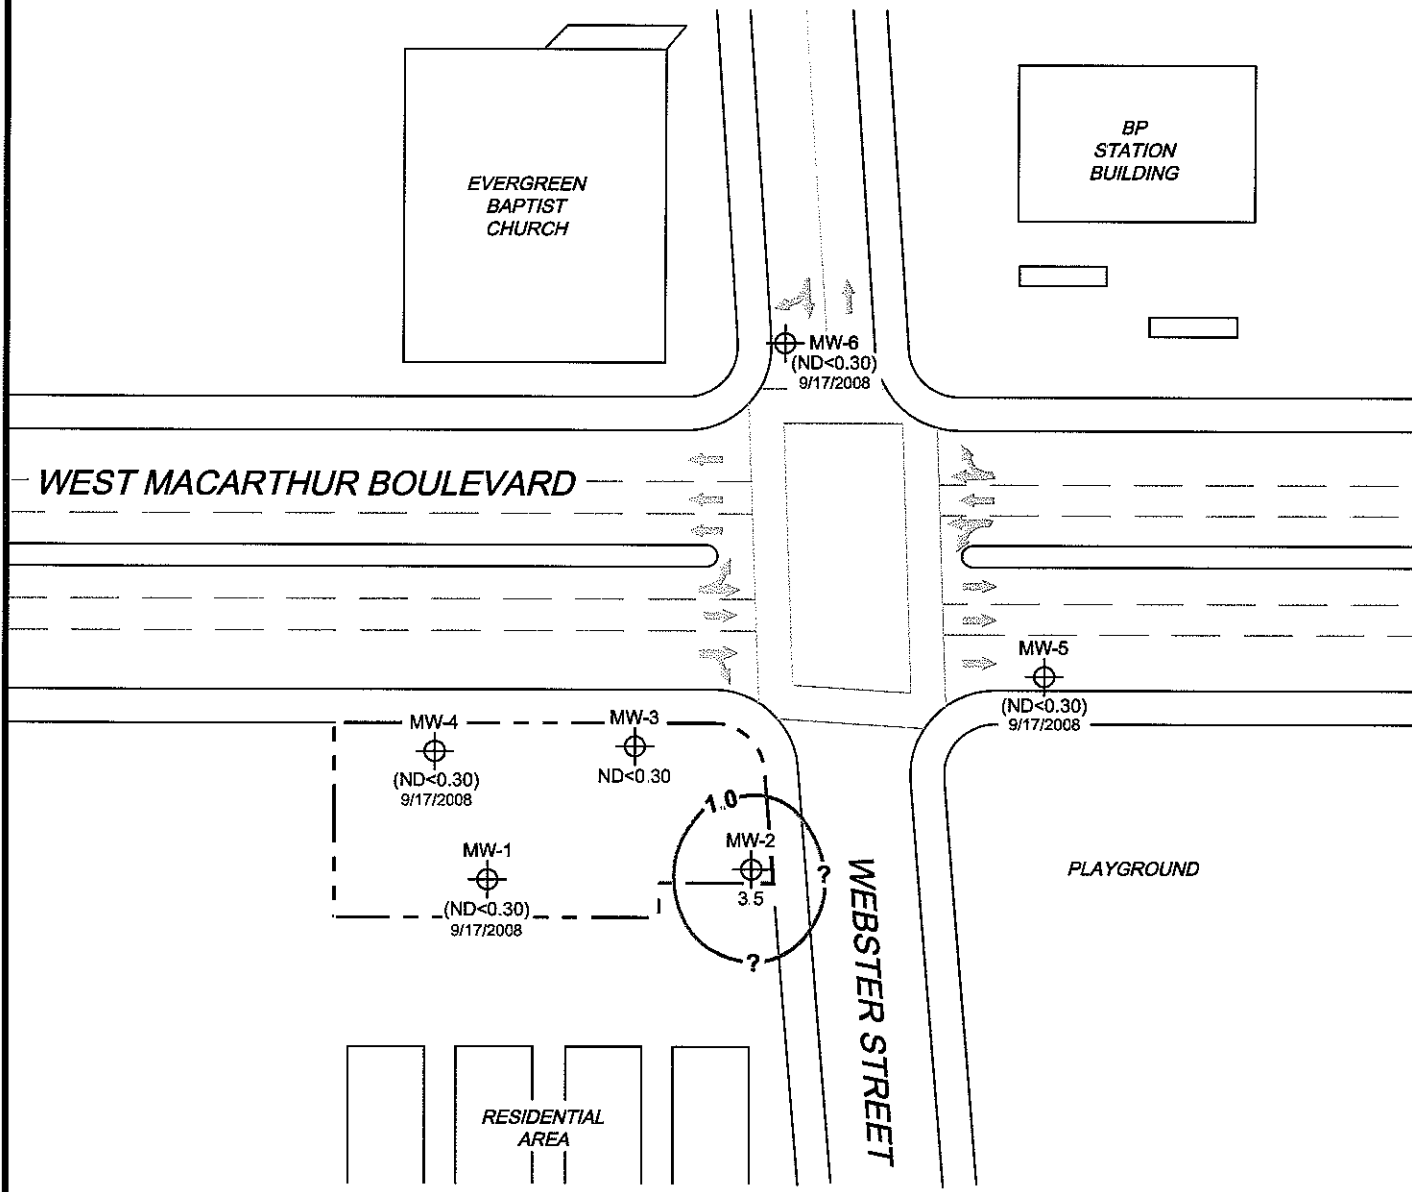 EVERGREEN
BAPTIST
CHURCH
BP
STATION
BUILDING
MW-6
(ND<0.30)
9/17/2008
WEST MACARTHUR BOULEVARD
MW-5
(ND<0.30)
9/17/2008
MW-4
(ND<0.30)
9/17/2008
MW-3
ND<0.30
1.0
MW-2
3.5
?
?
MW-1
(ND<0.30)
9/17/2008
PLAYGROUND
WEBSTER STREET
RESIDENTIAL
AREA